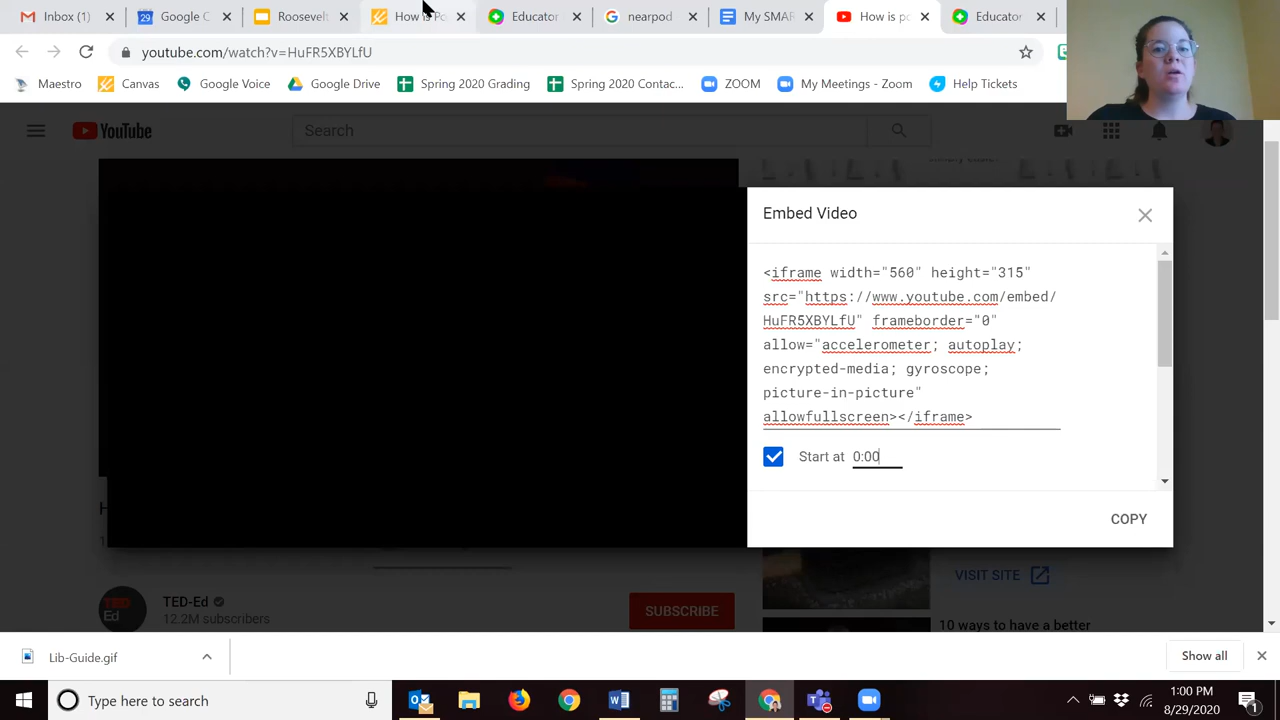 Inbox (1
Google C
Roosevelt
How is Po
Educator
nearpod
My SMAR
How is po
Educator
youtube.com/watch?v=HuFR5XBYLfU
Maestro
Canvas
Google Voice
Google Drive
Spring 2020 Grading
Spring 2020 Contac...
ZOOM
My Meetings - Zoom
Help Tickets
YouTube
Search
Embed Video
<iframe width="560" height="315"
src="https://www.youtube.com/embed/
HuFR5XBYLfU" frameborder="0"
allow="accelerometer; autoplay;
encrypted-media; gyroscope;
picture-in-picture"
allowfullscreen></iframe>
Start at 0:00
COPY
TED-Ed
12.2M subscribers
SUBSCRIBE
VISIT SITE
10 ways to have a better
Lib-Guide.gif
Show all
Type here to search
1:00 PM
8/29/2020